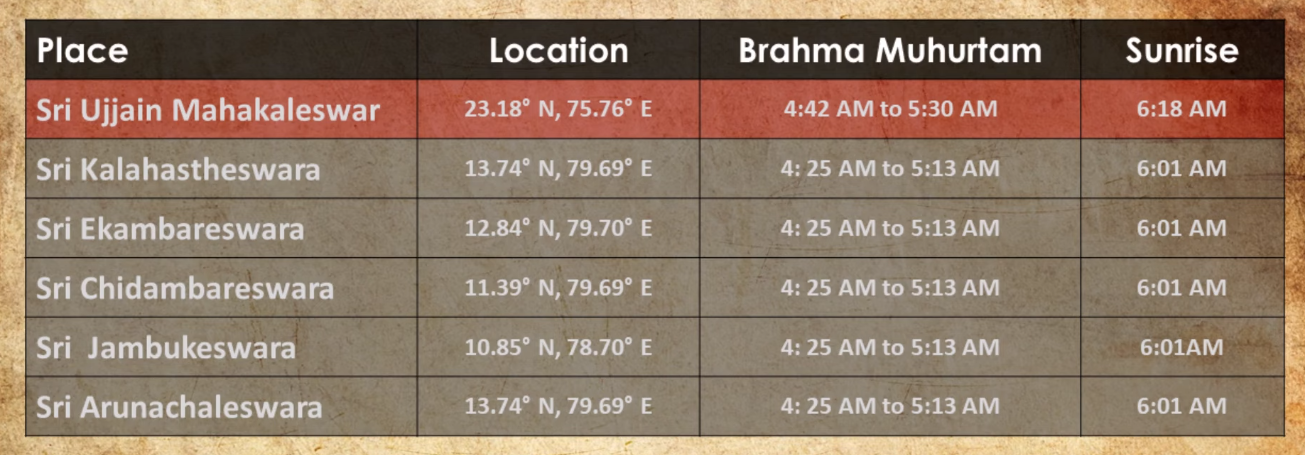 Place Location Brahma Muhurtam Sunrise
Sri Ujjain Mahakaleswar 23.18° N, 75.76° E 4:42 AM to 5:30 AM 6:18 AM
Sri Kalahastheswara 13.74° N, 79.69° E 4: 25 AM to 5:13 AM 6:01 AM
Sri Ekambareswara 12.84° N, 79.70° E 4: 25 AM to 5:13 AM 6:01 AM
Sri Chidambareswara 11.39° N, 79.69° E 4: 25 AM to 5:13 AM 6:01 AM
Sri  Jambukeswara 10.85° N, 78.70° E 4: 25 AM to 5:13 AM 6:01AM
Sri Arunachaleswara 13.74° N, 79.69° E 4: 25 AM to 5:13 AM 6:01 AM